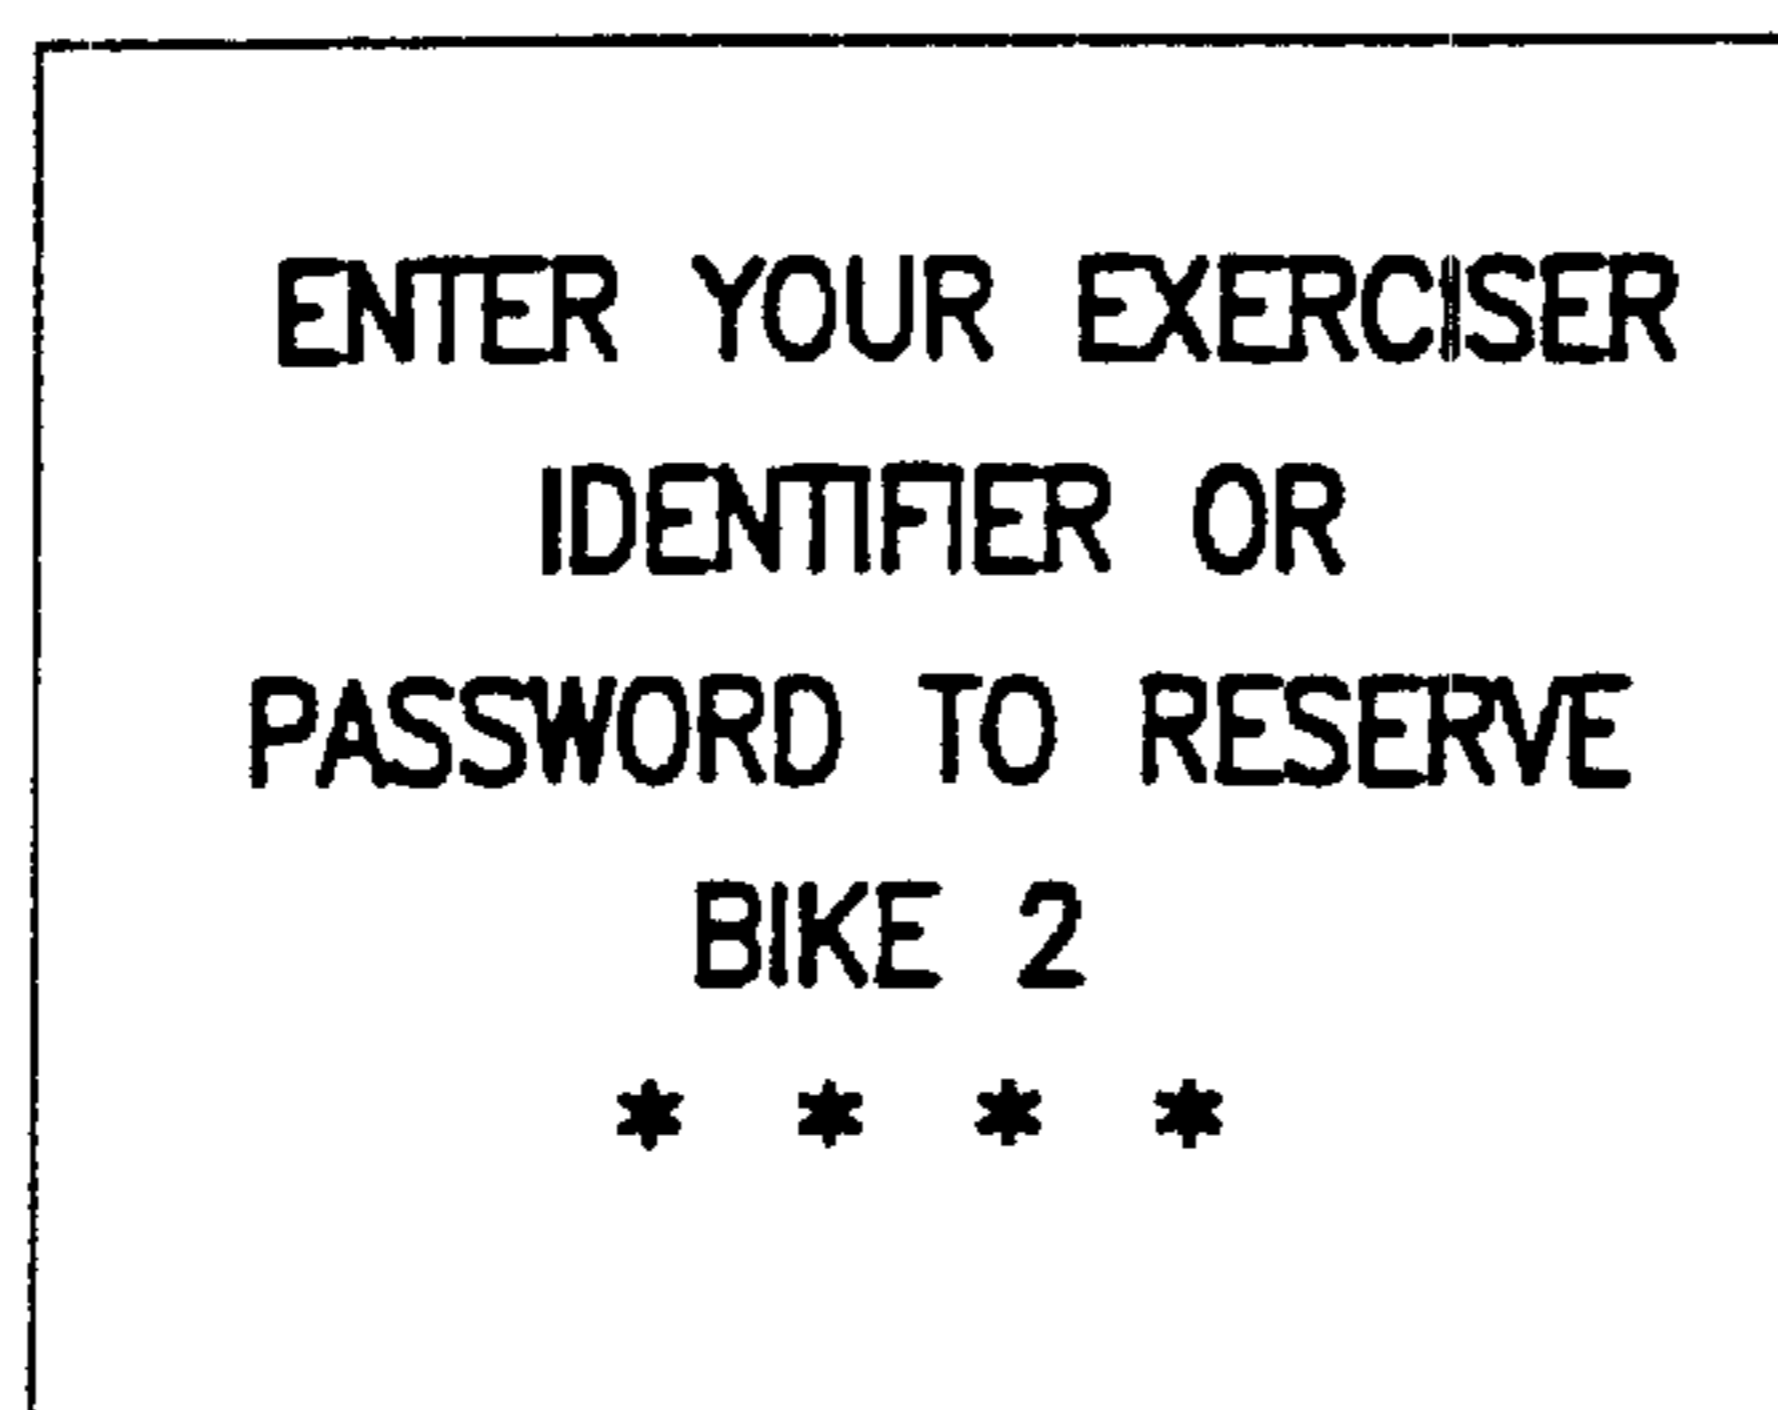 ENTER YOUR EXERCISER
IDENTIFIER OR
PASSWORD TO RESERVE
BIKE 2
* * * *